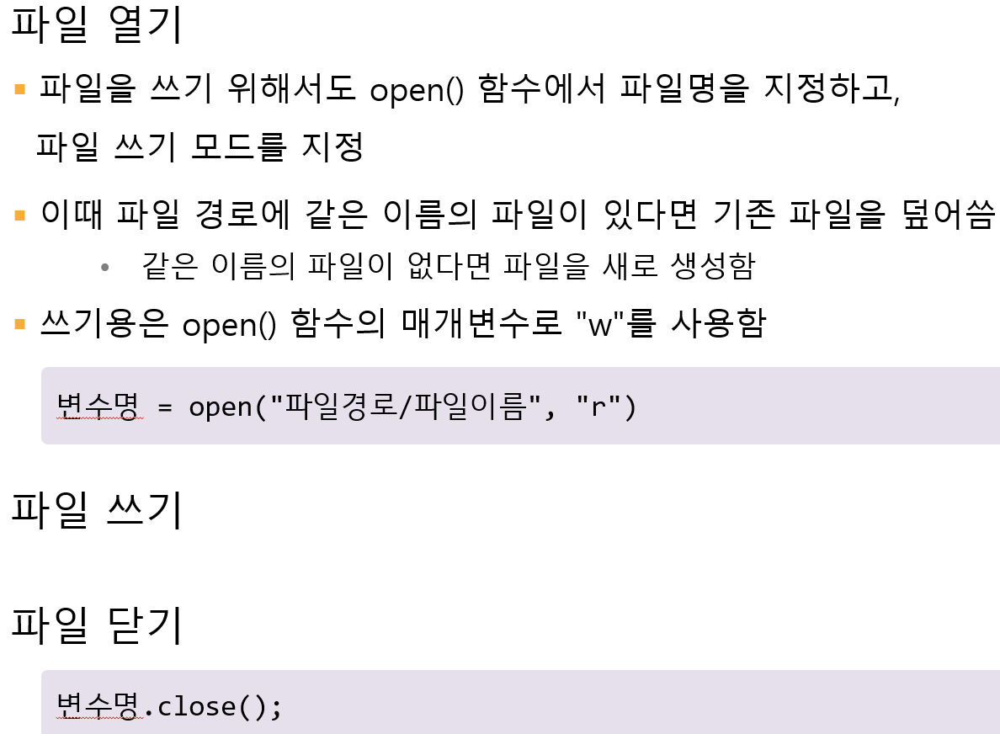 파일 열기
▪ 파일을 쓰기 위해서도 open() 함수에서 파일명을 지정하고,
파일 쓰기 모드를 지정
▪ 이때 파일 경로에 같은 이름의 파일이 있다면 기존 파일을 덮어씀
• 같은 이름의 파일이 없다면 파일을 새로 생성함
▪ 쓰기용은 open() 함수의 매개변수로 "w"를 사용함
변수명 = open("파일경로/파일이름", "r")
파일 쓰기
파일 닫기
변수명.close();